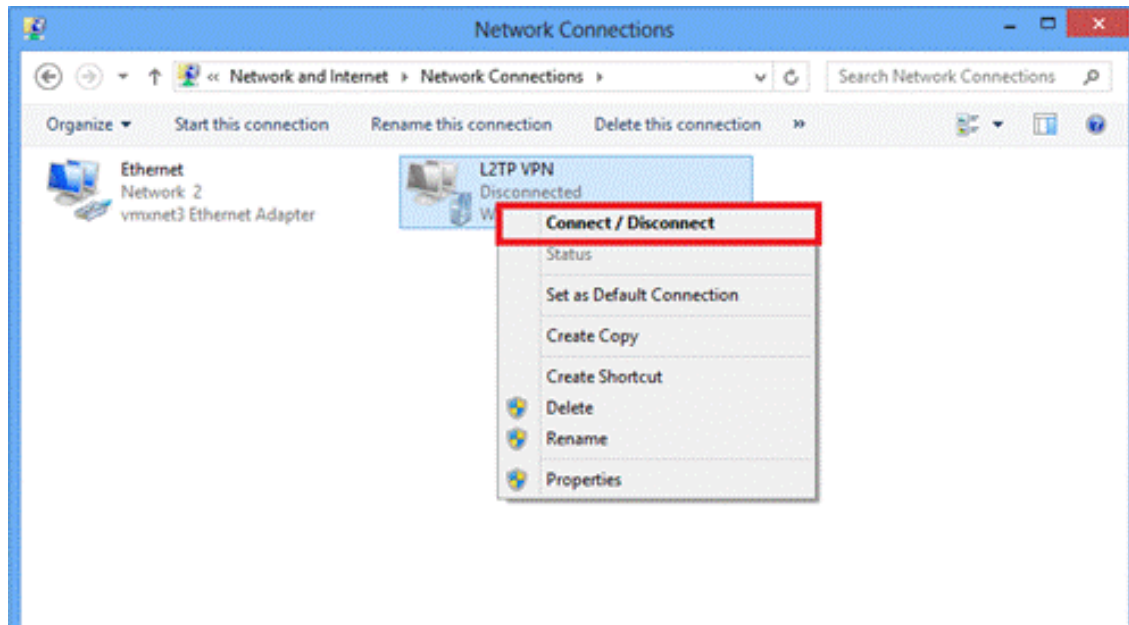 Network Connections
« Network and Internet ▸ Network Connections ▸
Search Network Connections
Organize Start this connection Rename this connection Delete this connection »
Ethernet
Network 2
vmxnet3 Ethernet Adapter
L2TP VPN
Disconnected
W
Connect / Disconnect
Status
Set as Default Connection
Create Copy
Create Shortcut
Delete
Rename
Properties